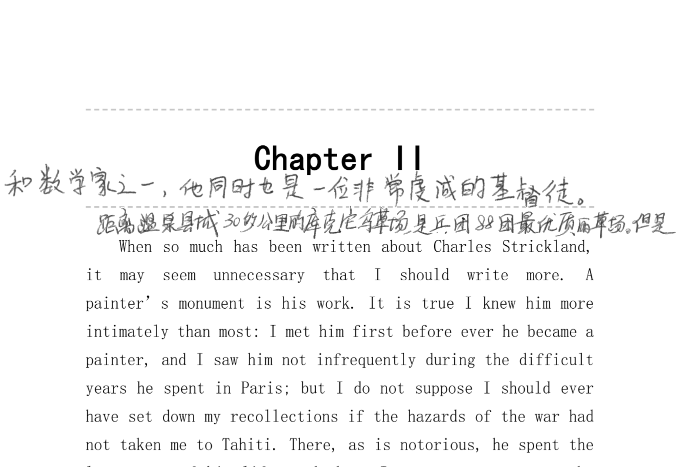 Chapter II
和数学家之一，他同时也是一位非常虔诚的基督徒。
距离温泉县城30多公里的库克它乌草场是兵团88团最优质的草场。但是
When so much has been written about Charles Strickland,
it may seem unnecessary that I should write more. A
painter's monument is his work. It is true I knew him more
intimately than most: I met him first before ever he became a
painter, and I saw him not infrequently during the difficult
years he spent in Paris; but I do not suppose I should ever
have set down my recollections if the hazards of the war had
not taken me to Tahiti. There, as is notorious, he spent the